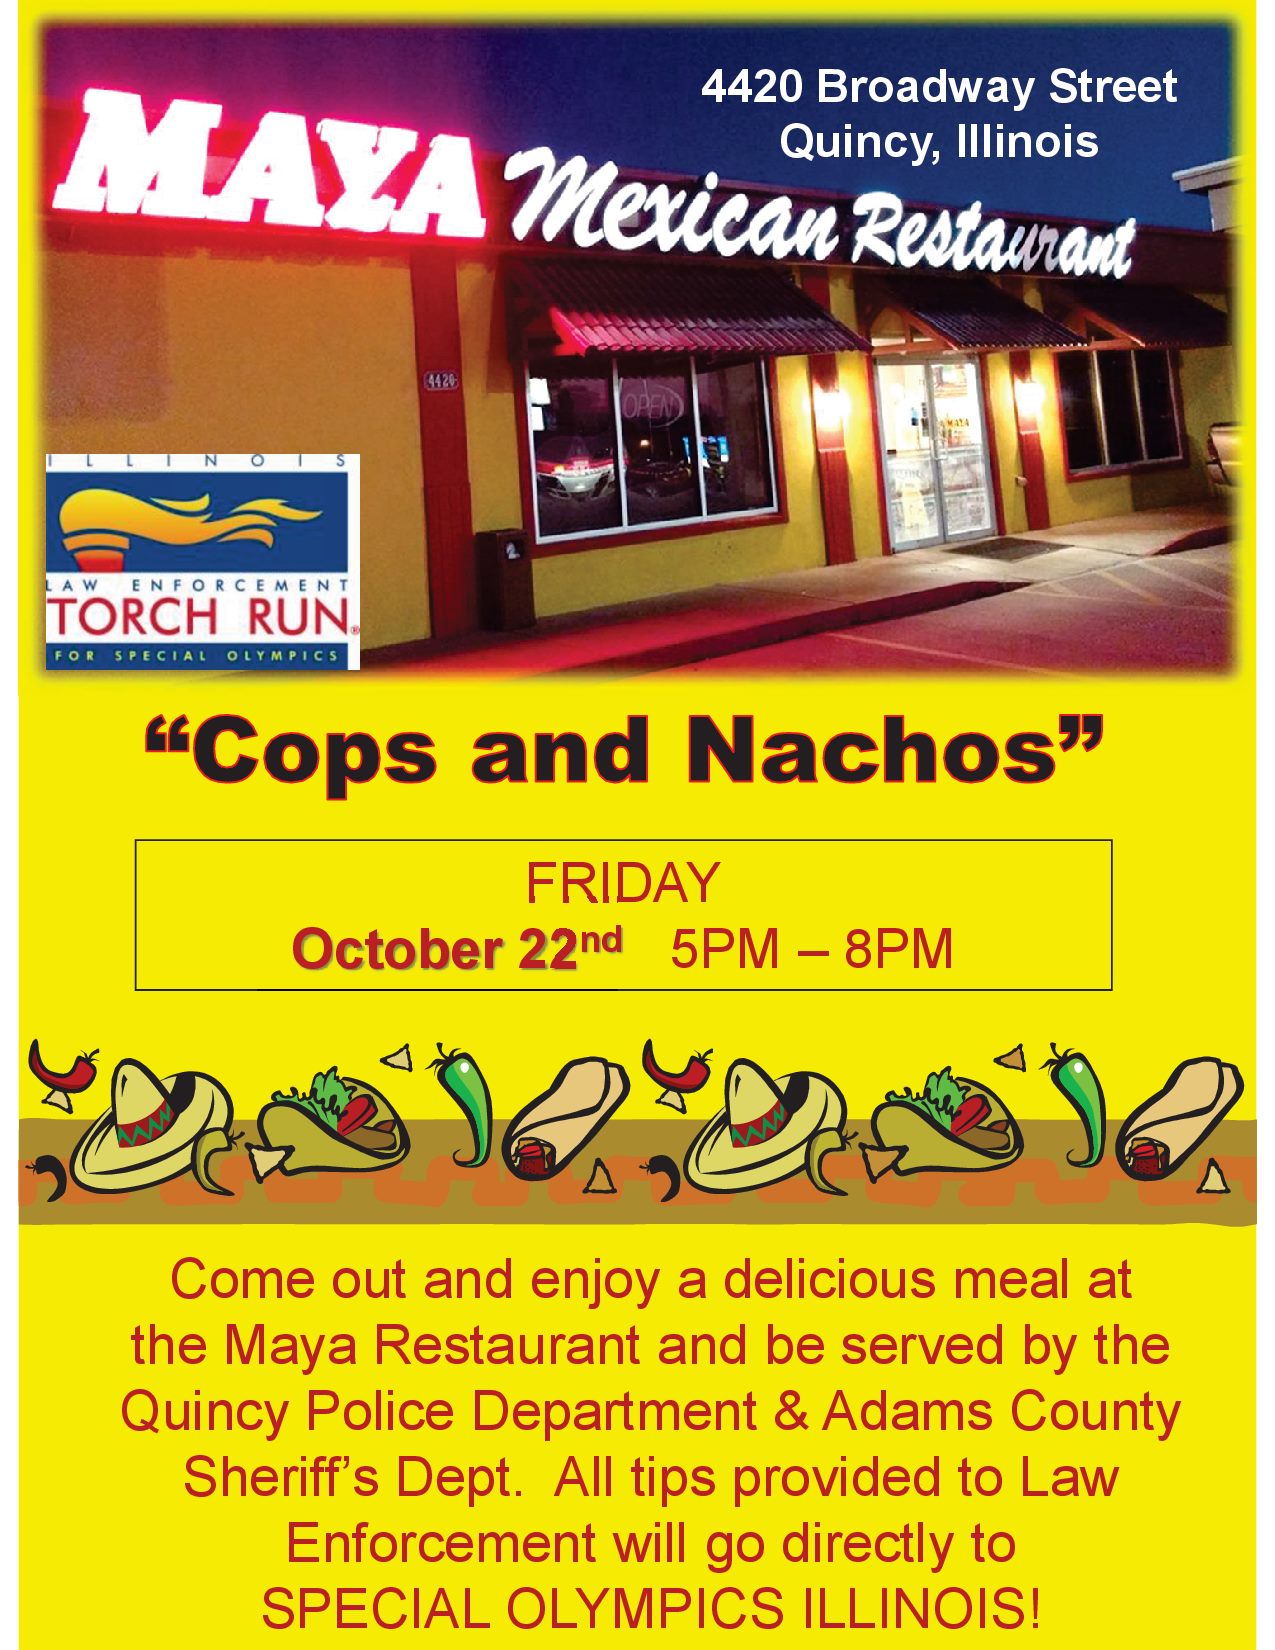 4420 Broadway Street
Quincy, Illinois
MAYA Mexican Restaurant
4420
OPEN
MAYA
ILLINOIS
LAW ENFORCEMENT
TORCH RUN®
FOR SPECIAL OLYMPICS
“Cops and Nachos”
FRIDAY
October 22nd 5PM – 8PM
Come out and enjoy a delicious meal at
the Maya Restaurant and be served by the
Quincy Police Department & Adams County
Sheriff’s Dept. All tips provided to Law
Enforcement will go directly to
SPECIAL OLYMPICS ILLINOIS!